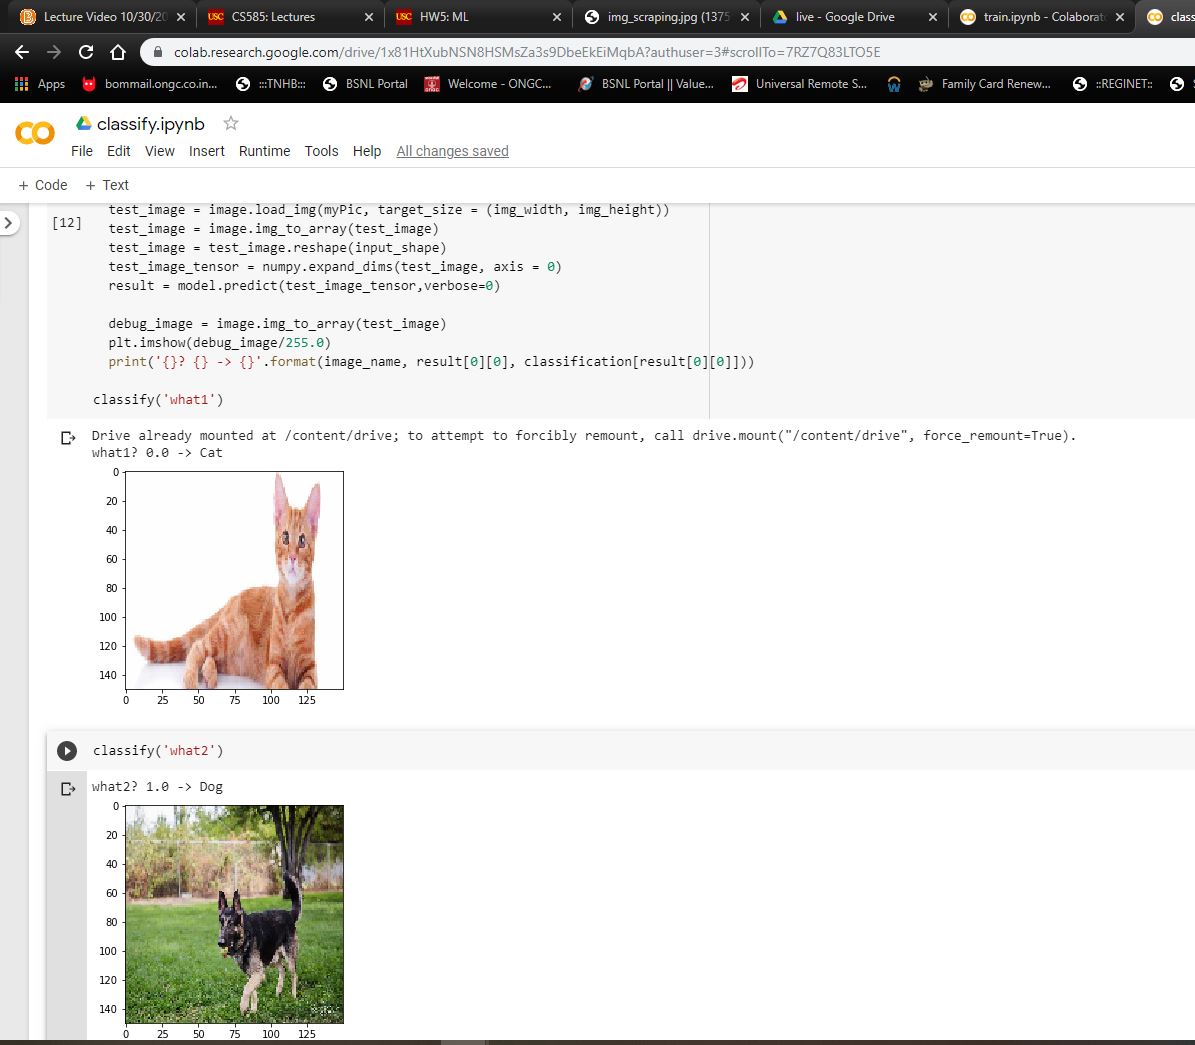 Lecture Video 10/30/20
CS585: Lectures
HW5: ML
img_scraping.jpg (1375
live - Google Drive
train.ipynb - Colaborat
class
colab.research.google.com/drive/1x81HtXubNSN8HSMsZa3s9DbeEkEiMqbA?authuser=3#scrollTo=7RZ7Q83LTO5E
Apps
bommail.ongc.co.in...
:::TNHB:::
BSNL Portal
Welcome - ONGC...
BSNL Portal || Value...
Universal Remote S...
Family Card Renew...
::REGINET::
classify.ipynb
File Edit View Insert Runtime Tools Help All changes saved
+ Code + Text
test_image = image.load_img(myPic, target_size = (img_width, img_height))
[12]
test_image = image.img_to_array(test_image)
test_image = test_image.reshape(input_shape)
test_image_tensor = numpy.expand_dims(test_image, axis = 0)
result = model.predict(test_image_tensor,verbose=0)
debug_image = image.img_to_array(test_image)
plt.imshow(debug_image/255.0)
print('{}? {} -> {}'.format(image_name, result[0][0], classification[result[0][0]]))
classify('what1')
Drive already mounted at /content/drive; to attempt to forcibly remount, call drive.mount("/content/drive", force_remount=True).
what1? 0.0 -> Cat
0
20
40
60
80
100
120
140
0 25 50 75 100 125
classify('what2')
what2? 1.0 -> Dog
0
20
40
60
80
100
120
140
0 25 50 75 100 125